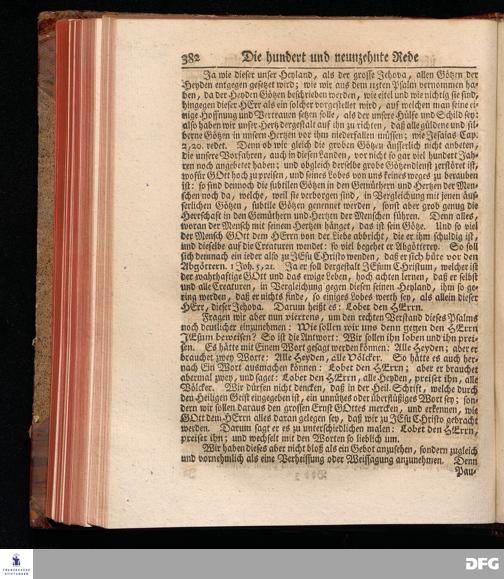 382 Die hundert und neunzehnte Rede
Ja wie dieser unser Heyland, als der grosse Jehova, allen Götzen der
Heyden entgegen gesetzet wird; wie wir aus dem 115ten Psalm vernommen ha-
ben, da der Heyden Götzen beschrieben werden, wie eitel und wie nichtig sie sind,
hingegen dieser HErr als ein solcher vorgestellet wird, auf welchen man seine ei-
nige Hoffnung und Vertrauen setzen solle, als der unsere Hülfe und Schild sey:
also haben wir unser Hertz dergestalt auf ihn zu richten, daß alle güldene und sil-
berne Götzen in unsern Hertzen vor ihm niederfallen müssen; wie Jesaias Cap.
2, 20. redet. Denn ob wir gleich die groben Götzen äusserlich nicht anbeten,
die unsere Vorfahren, auch in diesen Landen, vor nicht so gar viel hundert Jah-
ren noch angebetet haben; und obgleich derselbe grobe Götzendienst zerstöret ist,
wofür GOtt hoch zu preisen, und seines Lobes von uns keines weges zu berauben
ist: so sind dennoch die subtilen Götzen in den Gemüthern und Hertzen der Men-
schen noch da, welche, weil sie verborgen sind, in Vergleichung mit jenen äus-
serlichen Götzen, subtile Götzen genennet werden, sonst aber grob genug die
Herrschaft in den Gemüthern und Hertzen der Menschen führen. Denn alles,
woran der Mensch mit seinem Hertzen hänget, das ist sein Götze. Und so viel
der Mensch GOtt dem HErrn von der Liebe abbricht, die er ihm schuldig ist,
und dieselbe auf die Creaturen wendet: so viel begehet er Abgötterey. So soll
sich demnach ein ieder also zu JEsu CHristo wenden, daß er sich hüte vor den
Abgöttern. 1 Joh. 5, 21. Ja er soll dergestalt JEsum Christum, welcher ist
der wahrhaftige GOtt und das ewige Leben, hoch achten lernen, daß er selbst
und alle Creaturen, in Vergleichung gegen diesen seinen Heyland, ihm so ge-
ring werden, daß er nichts finde, so einiges Lobes werth sey, als allein dieser
HErr, dieser Jehova. Darum heißt es: Lobet den HErrn.
Fragen wir aber nun viertens, um den rechten Verstand dieses Psalms
noch deutlicher einzunehmen: Wie sollen wir uns denn gegen den HErrn
JEsum beweisen? So ist die Antwort: Wir sollen ihn loben und ihn prei-
sen. Es hätte mit Einem Wort gesagt werden können: Alle Heyden; aber er
brauchet zwey Worte: Alle Heyden, alle Völcker. So hätte es auch her-
nach Ein Wort ausmachen können: Lobet den HErrn; aber er brauchet
abermal zwey, und saget: Lobet den HErrn, alle Heyden, preiset ihn, alle
Völcker. Wir dürfen nicht dencken, daß in der Heil. Schrift, welche durch
den Heiligen Geist eingegeben ist, ein unnützes oder überflüßiges Wort sey; son-
dern wir sollen daraus den grossen Ernst GOttes mercken, und erkennen, wie
GOtt dem HErrn alles daran gelegen sey, daß wir zu JEsu Christo gebracht
werden. Darum sagt er es zu unterschiedlichen malen: Lobet den HErrn,
preiset ihn; und wechselt mit den Worten so lieblich um.
Wir haben dieses aber nicht bloß als ein Gebot anzusehen, sondern zugleich
und vornehmlich als eine Verheissung oder Weissagung anzunehmen. Denn
Pau-
FRANCKESCHE
STIFTUNGEN
DFG